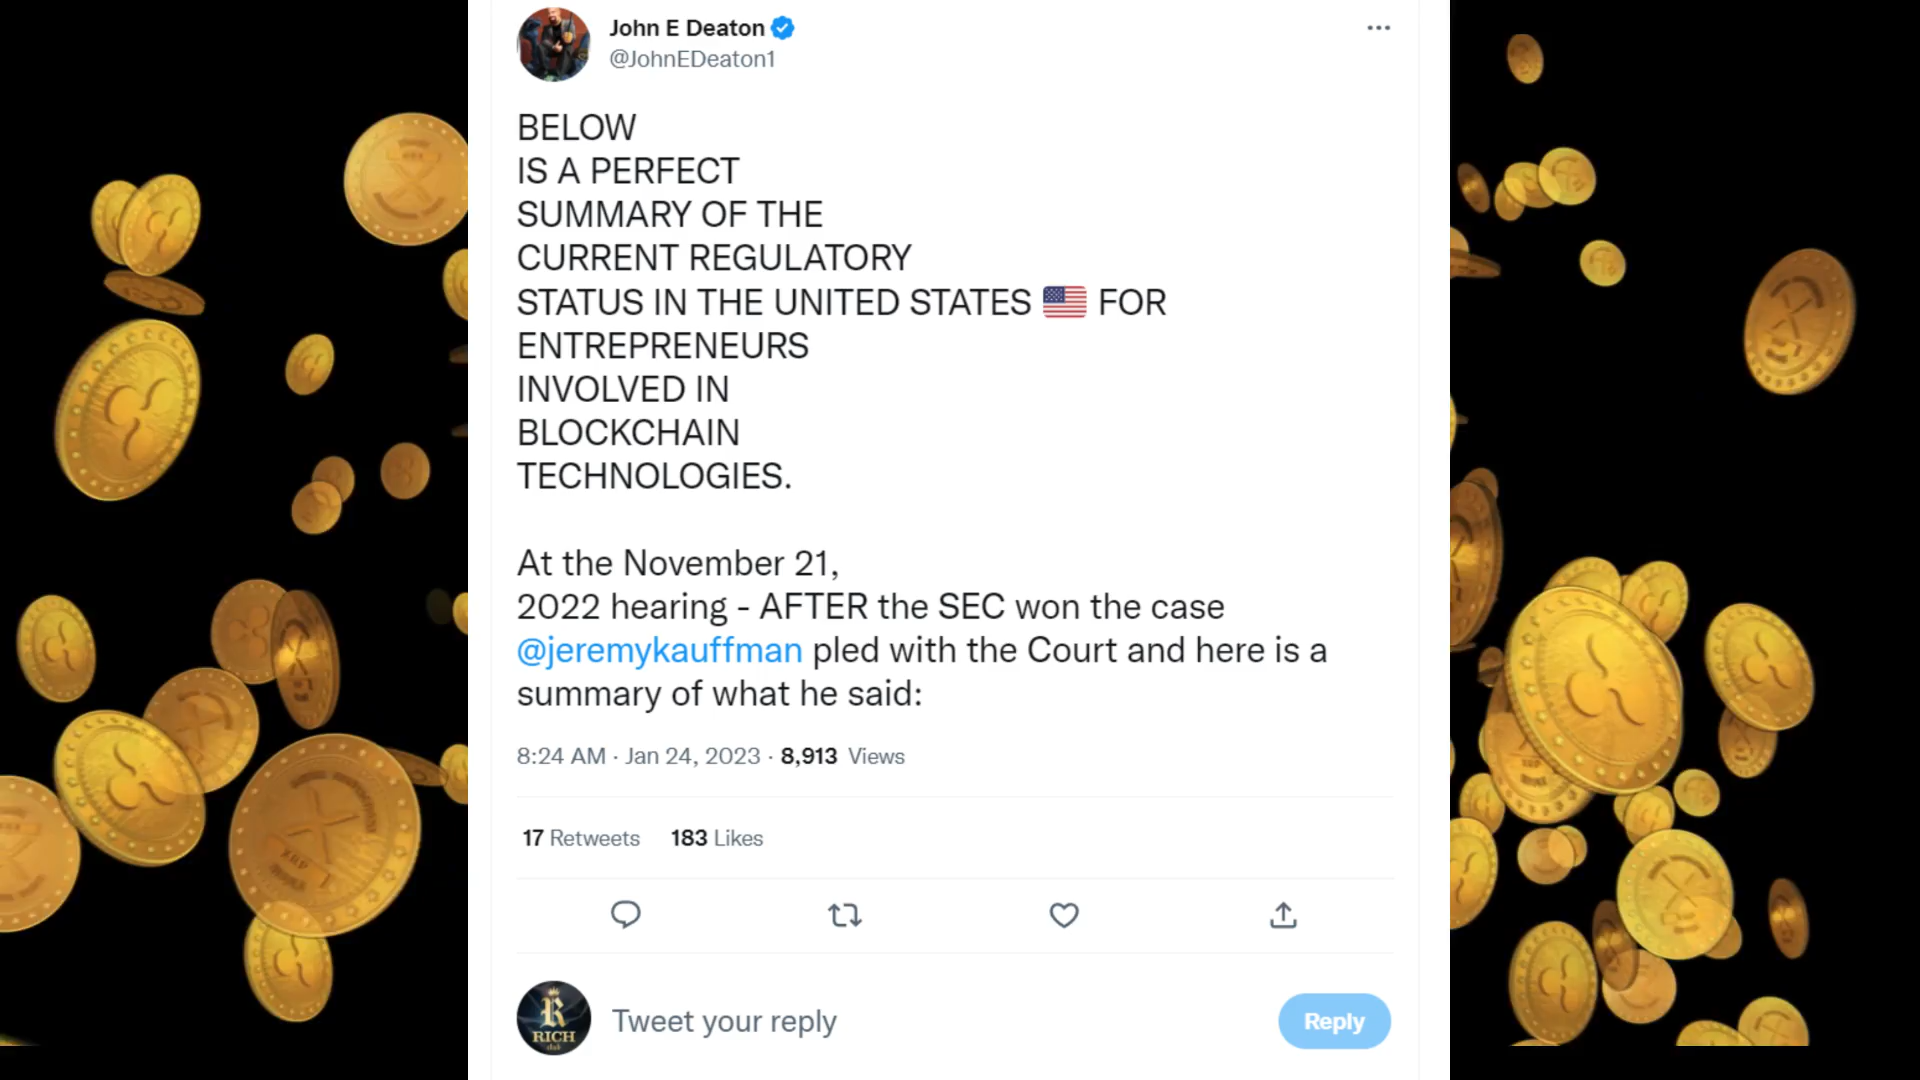 John E Deaton
@JohnEDeaton1
BELOW
IS A PERFECT
SUMMARY OF THE
CURRENT REGULATORY
STATUS IN THE UNITED STATES 🇺🇸 FOR
ENTREPRENEURS
INVOLVED IN
BLOCKCHAIN
TECHNOLOGIES.
At the November 21,
2022 hearing - AFTER the SEC won the case
@jeremykauffman pled with the Court and here is a
summary of what he said:
8:24 AM · Jan 24, 2023 · 8,913 Views
17 Retweets 183 Likes
R
RICH
club
Tweet your reply
Reply
XRP